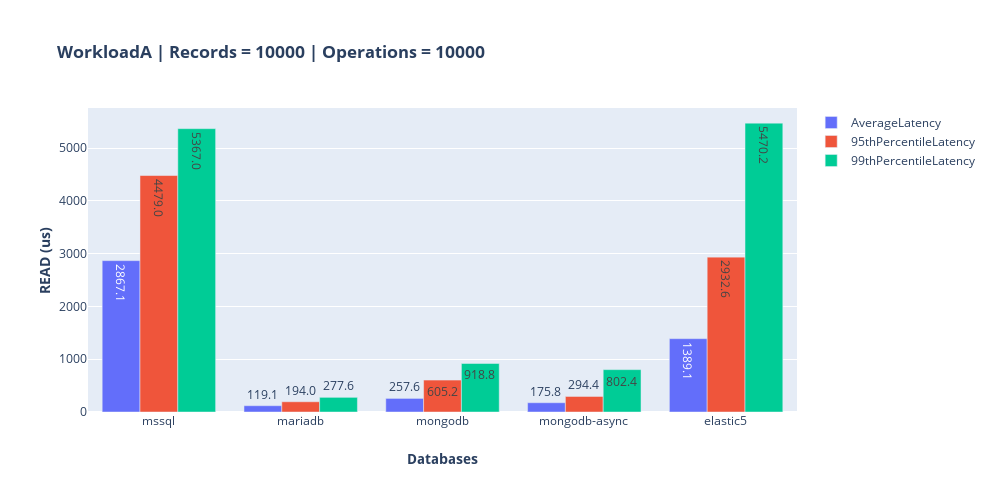 WorkloadA | Records = 10000 | Operations = 10000
AverageLatency
95thPercentileLatency
99thPercentileLatency
READ (us)
5000
4000
3000
2000
1000
0
2867.1
4479.0
5367.0
119.1
194.0
277.6
257.6
605.2
918.8
175.8
294.4
802.4
1389.1
2932.6
5470.2
mssql
mariadb
mongodb
mongodb-async
elastic5
Databases